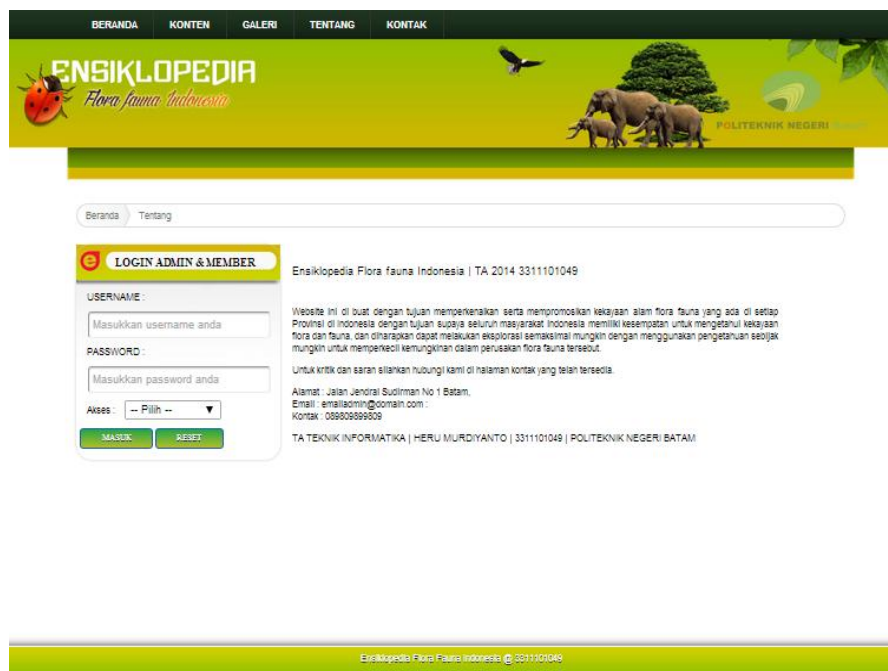 BERANDA KONTEN GALERI TENTANG KONTAK
ENSIKLOPEDIA
Flora fauna Indonesia
POLITEKNIK NEGERI
Beranda Tentang
LOGIN ADMIN & MEMBER
USERNAME :
Masukkan username anda
PASSWORD :
Masukkan password anda
Akses : -- Pilih --
MASUK RESET
Ensiklopedia Flora fauna Indonesia | TA 2014 3311101049
Website ini di buat dengan tujuan memperkenalkan serta mempromosikan kekayaan alam flora fauna yang ada di setiap
Provinsi di indonesia dengan tujuan supaya seluruh masyarakat indonesia memiliki kesempatan untuk mengetahui kekayaan
flora dan fauna, dan diharapkan dapat melakukan eksplorasi semaksimal mungkin dengan menggunakan pengetahuan sebijak
mungkin untuk memperkecil kemungkinan dalam perusakan flora fauna tersebut.
Untuk kritik dan saran silahkan hubungi kami di halaman kontak yang telah tersedia.
Alamat : Jalan Jendral Sudirman No 1 Batam,
Email : emailadmin@domain.com :
Kontak : 089809899809
TA TEKNIK INFORMATIKA | HERU MURDIYANTO | 3311101049 | POLITEKNIK NEGERI BATAM
Ensiklopedia Flora Fauna Indonesia @ 3311101049